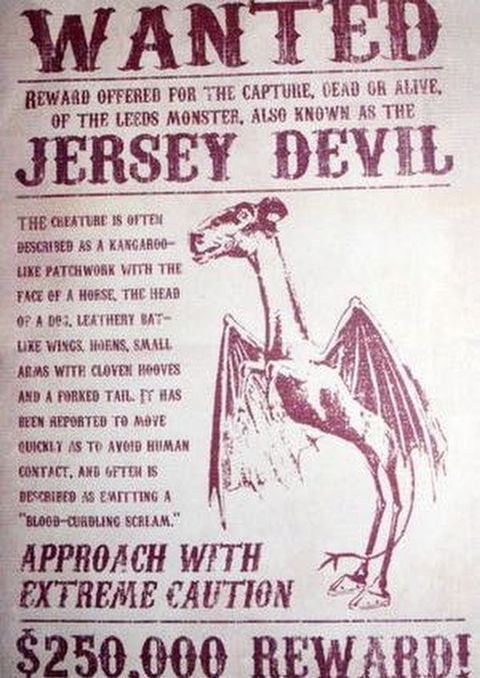 WANTED
REWARD OFFERED FOR THE CAPTURE, DEAD OR ALIVE,
OF THE LEEDS MONSTER, ALSO KNOWN AS THE
JERSEY DEVIL
THE CREATURE IS OFTEN
DESCRIBED AS A KANGAROO-
LIKE PATCHWORK WITH THE
FACE OF A HORSE, THE HEAD
OF A DOG, LEATHERY BAT-
LIKE WINGS, HORNS, SMALL
ARMS WITH CLOVEN HOOVES
AND A FORKED TAIL. IT HAS
BEEN REPORTED TO MOVE
QUICKLY AS TO AVOID HUMAN
CONTACT, AND OFTEN IS
DESCRIBED AS EMITTING A
"BLOOD-CURDLING SCREAM."
APPROACH WITH
EXTREME CAUTION
$250,000 REWARD!